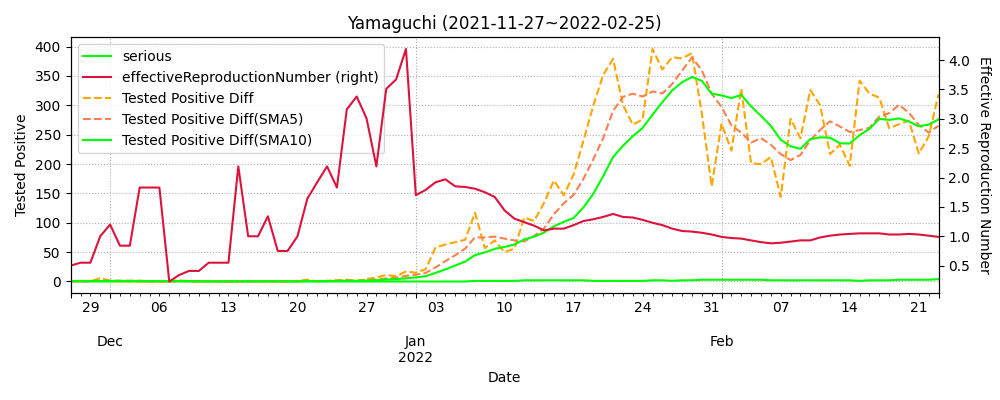 Yamaguchi (2021-11-27~2022-02-25)
serious
effectiveReproductionNumber (right)
Tested Positive Diff
Tested Positive Diff(SMA5)
Tested Positive Diff(SMA10)
Tested Positive
400
350
300
250
200
150
100
50
0
4.0
3.5
3.0
2.5
2.0
1.5
1.0
0.5
Effective Reproduction Number
29 06 13 20 27 03 10 17 24 31 07 14 21
Dec Jan Feb
2022
Date